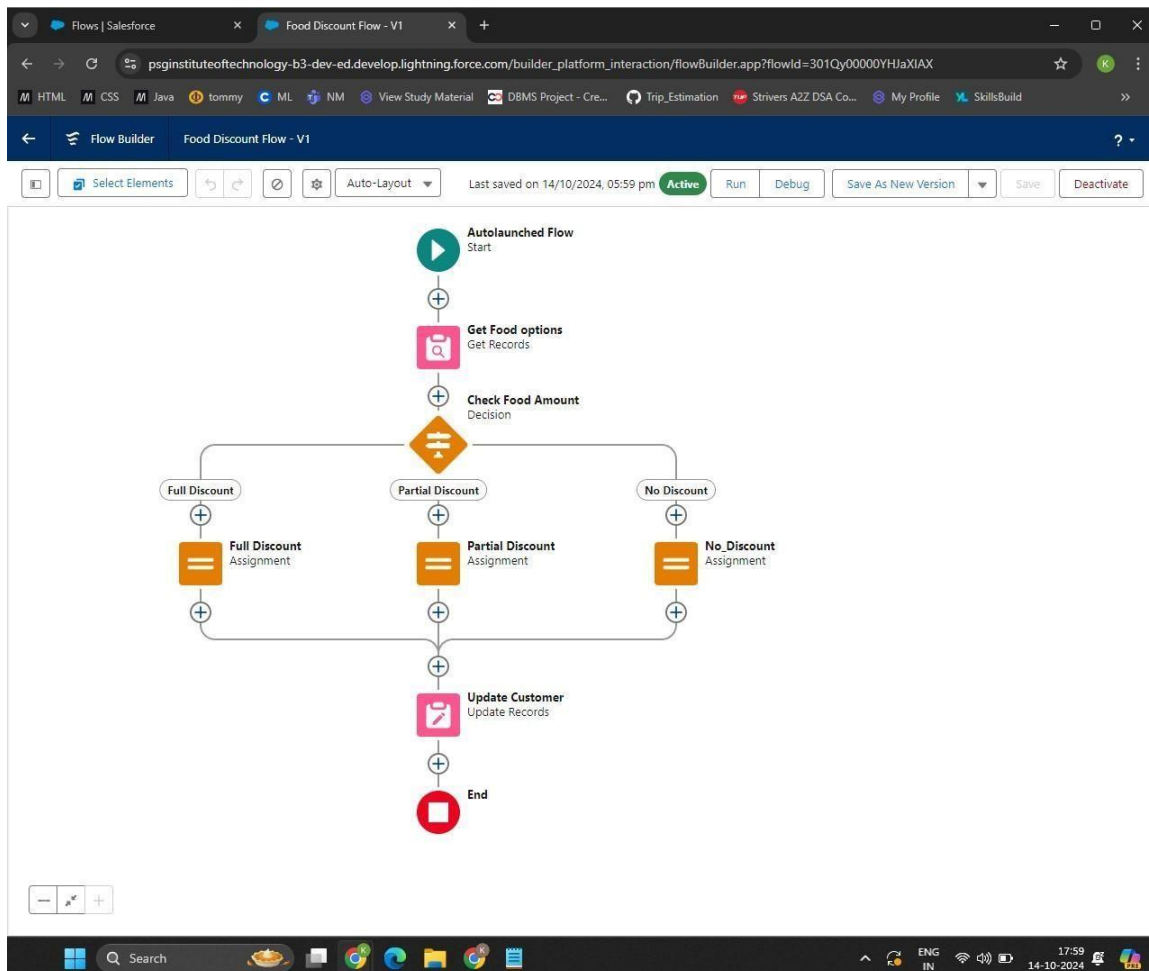 Flows | Salesforce
Food Discount Flow - V1
psginstituteoftechnology-b3-dev-ed.develop.lightning.force.com/builder_platform_interaction/flowBuilder.app?flowId=301Qy00000YHJaXIAX
K
HTML CSS Java tommy ML NM View Study Material DBMS Project - Cre... Trip_Estimation Strivers A2Z DSA Co... My Profile SkillsBuild
Flow Builder Food Discount Flow - V1 ?
Select Elements Auto-Layout Last saved on 14/10/2024, 05:59 pm Active Run Debug Save As New Version Save Deactivate
Autolaunched Flow
Start
Get Food options
Get Records
Check Food Amount
Decision
Full Discount Partial Discount No Discount
Full Discount Partial Discount No_Discount
Assignment Assignment Assignment
Update Customer
Update Records
End
Search
ENG
IN
17:59
14-10-2024